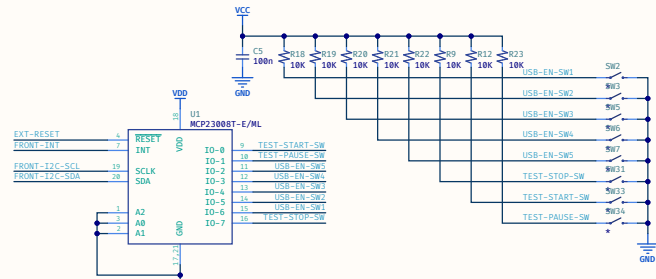 VCC
C5
100n
GND
R18
10K
R19
10K
R20
10K
R21
10K
R22
10K
R9
10K
R12
10K
R23
10K
USB-EN-SW1
SW2
USB-EN-SW2
*
SW3
USB-EN-SW3
SW5
USB-EN-SW4
SW6
USB-EN-SW5
SW7
TEST-STOP-SW
SW31
*
TEST-START-SW
SW33
*
TEST-PAUSE-SW
SW34
*
GND
VDD
18
U1
MCP23008T-E/ML
EXT-RESET
4
RESET
FRONT-INT
7
INT
FRONT-I2C-SCL
19
SCLK
FRONT-I2C-SDA
20
SDA
1
A2
3
A0
2
A1
VDD
GND
17,21
IO-0
9
TEST-START-SW
IO-1
10
TEST-PAUSE-SW
IO-2
11
USB-EN-SW5
IO-3
12
USB-EN-SW4
IO-4
13
USB-EN-SW3
IO-5
14
USB-EN-SW2
IO-6
15
USB-EN-SW1
IO-7
16
TEST-STOP-SW